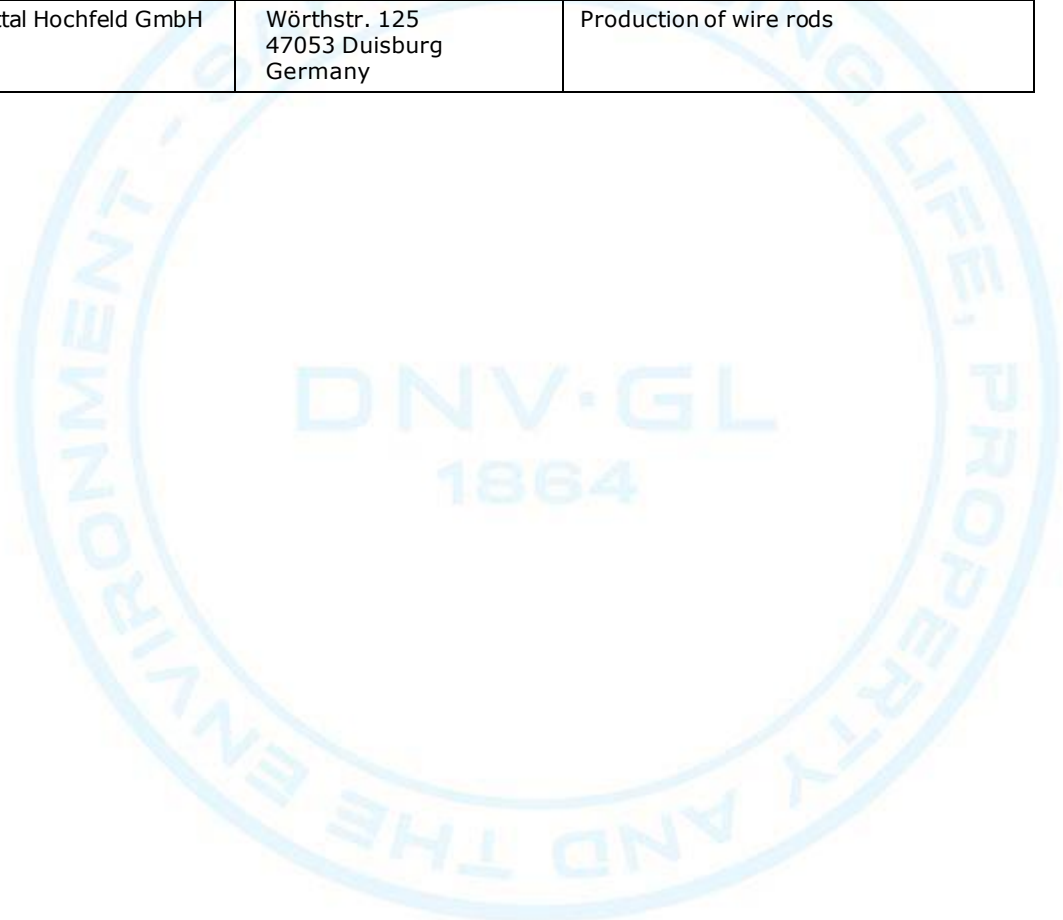 tal Hochfeld GmbH
Wörthstr. 125
47053 Duisburg
Germany
Production of wire rods
LIFE, PROPERTY AND THE ENVIRONMENT -
DNV·GL
1864